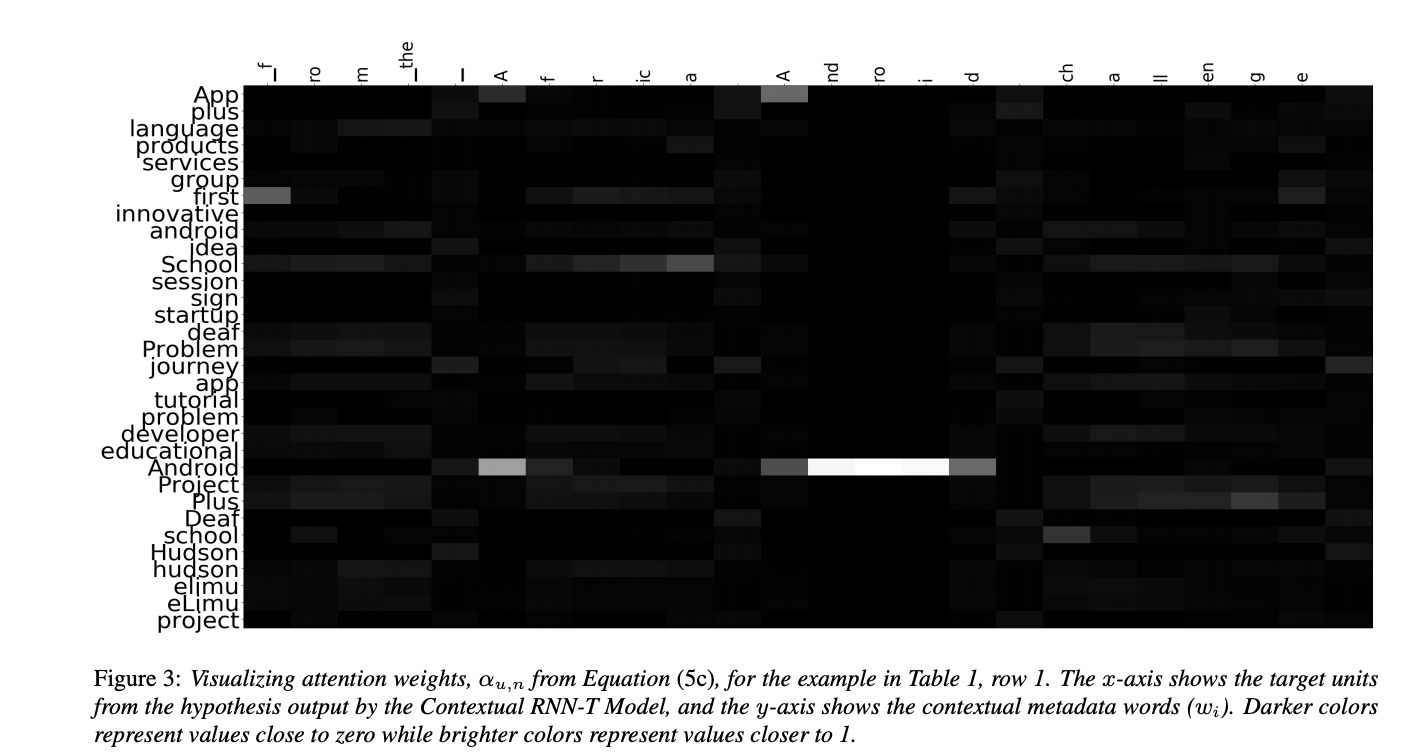 _f ro m _the _ A f r ic a A nd ro i d ch a ll en g e
App
plus
language
products
services
group
first
innovative
android
idea
School
session
sign
startup
deaf
Problem
journey
app
tutorial
problem
developer
educational
Android
Project
Plus
Deaf
school
Hudson
hudson
elimu
eLimu
project
Figure 3: Visualizing attention weights, αu,n from Equation (5c), for the example in Table 1, row 1. The x-axis shows the target units
from the hypothesis output by the Contextual RNN-T Model, and the y-axis shows the contextual metadata words (wi). Darker colors
represent values close to zero while brighter colors represent values closer to 1.